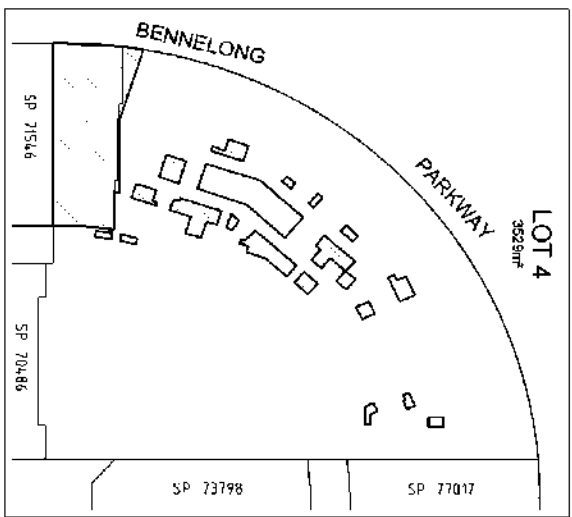 BENNELONG
PARKWAY
LOT 4
3529m²
SP 71546
SP 70486
SP 73798
SP 77017